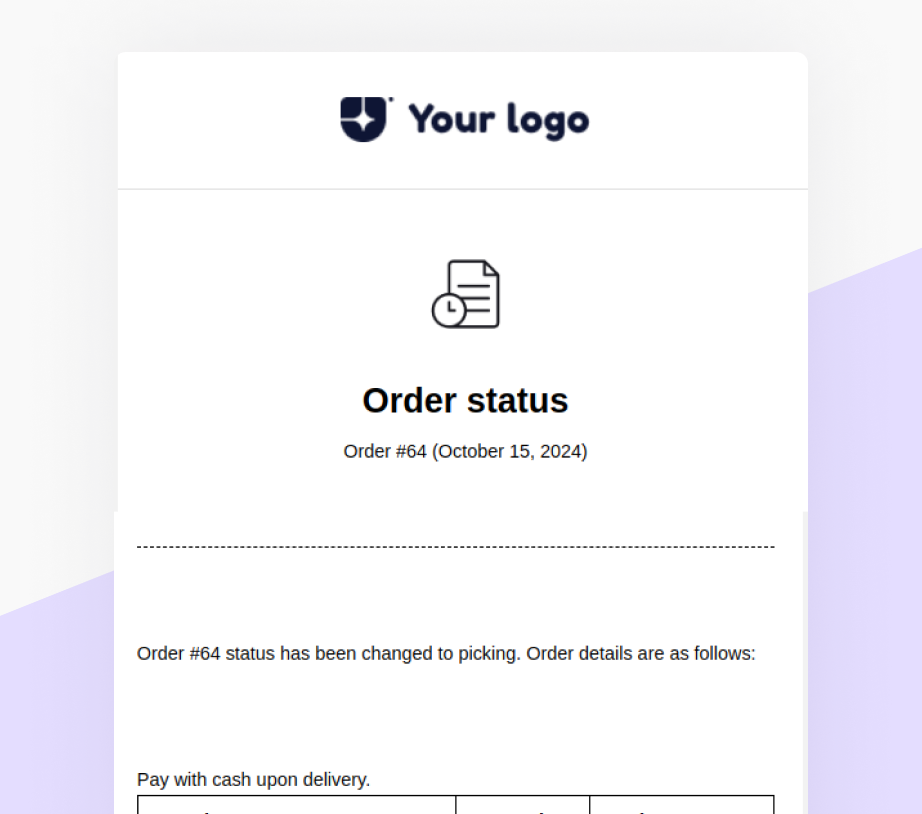 Your logo
Order status
Order #64 (October 15, 2024)
Order #64 status has been changed to picking. Order details are as follows:
Pay with cash upon delivery.